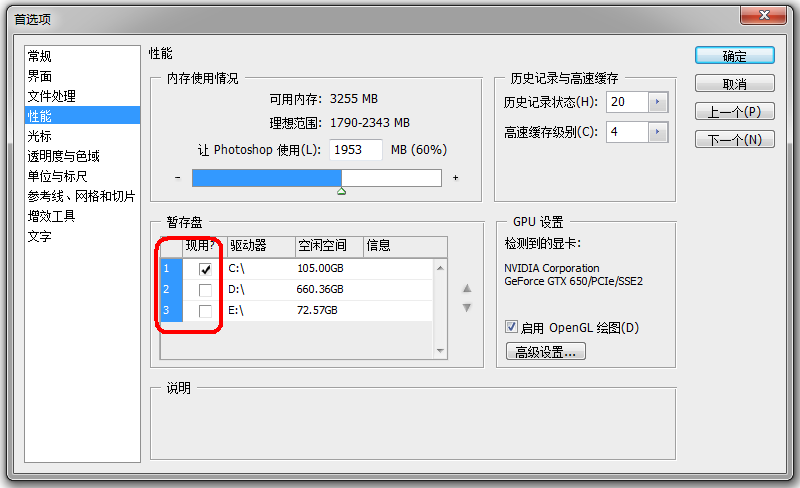 首选项
常规
界面
文件处理
性能
光标
透明度与色域
单位与标尺
参考线、网格和切片
增效工具
文字
性能
内存使用情况
可用内存: 3255 MB
理想范围: 1790-2343 MB
让 Photoshop 使用(L): 1953 MB (60%)
- +
历史记录与高速缓存
历史记录状态(H): 20
高速缓存级别(C): 4
确定
取消
上一个(P)
下一个(N)
暂存盘
现用? 驱动器 空闲空间 信息
1 C:\ 105.00GB
2 D:\ 660.36GB
3 E:\ 72.57GB
GPU 设置
检测到的显卡:
NVIDIA Corporation
GeForce GTX 650/PCIe/SSE2
启用 OpenGL 绘图(D)
高级设置...
说明